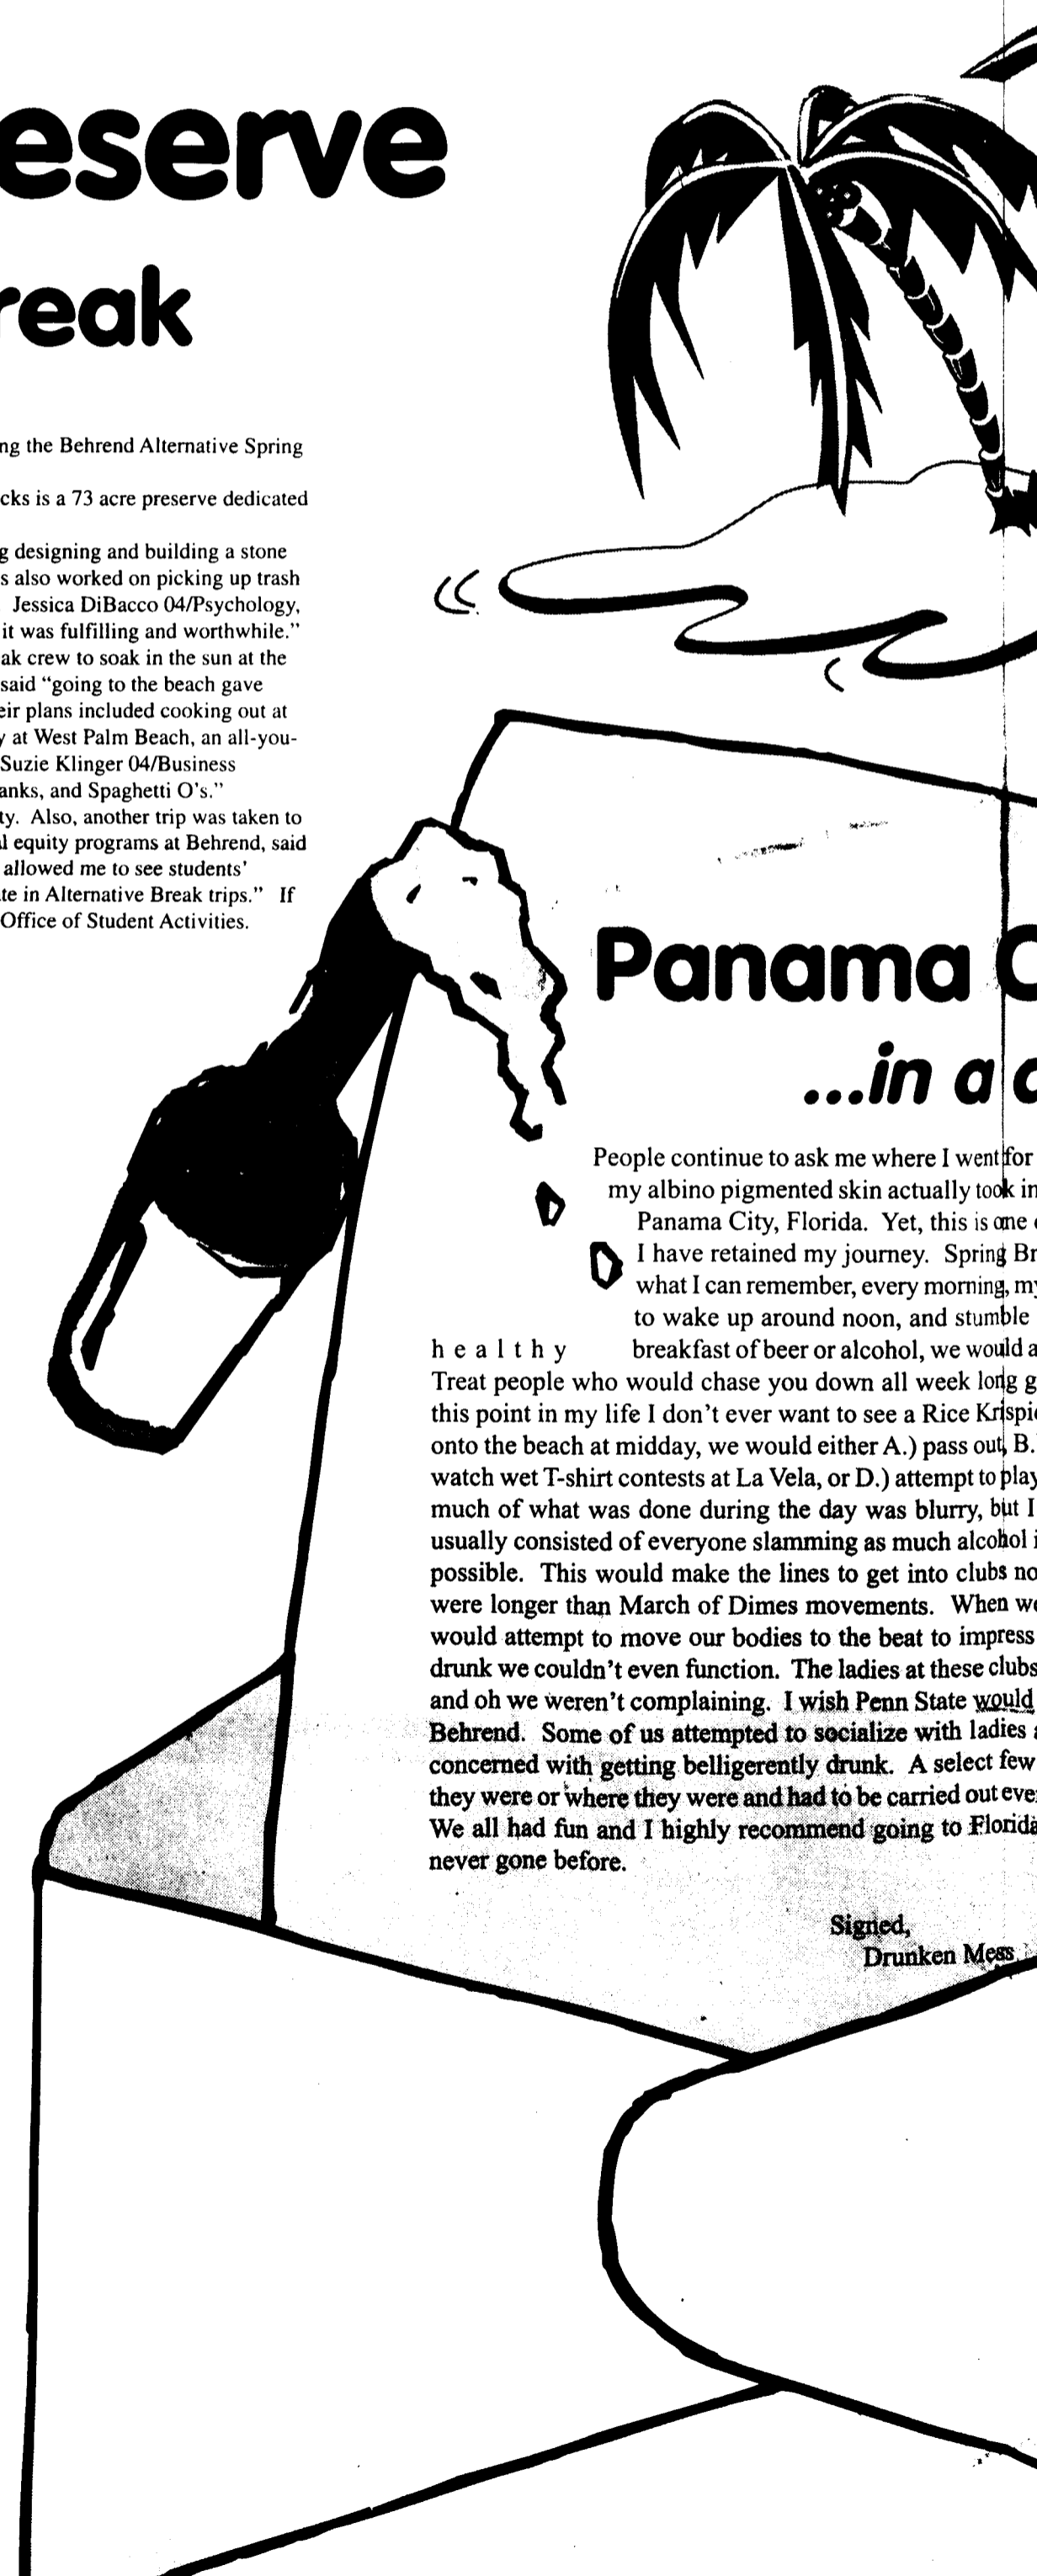 eserve
reak
ng the Behrend Alternative Spring
cks is a 73 acre preserve dedicated
g designing and building a stone
s also worked on picking up trash
Jessica DiBacco 04/Psychology,
it was fulfilling and worthwhile.”
ak crew to soak in the sun at the
said “going to the beach gave
eir plans included cooking out at
y at West Palm Beach, an all-you-
Suzie Klinger 04/Business
anks, and Spaghetti O's.”
ty. Also, another trip was taken to
l equity programs at Behrend, said
allowed me to see students'
te in Alternative Break trips.” If
Office of Student Activities.
Panama C
...in a
People continue to ask me where I went for
my albino pigmented skin actually took in
Panama City, Florida. Yet, this is one
I have retained my journey. Spring Br
what I can remember, every morning, my
to wake up around noon, and stumble
healthy breakfast of beer or alcohol, we would a
Treat people who would chase you down all week long g
this point in my life I don't ever want to see a Rice Krispi
onto the beach at midday, we would either A.) pass out, B.
watch wet T-shirt contests at La Vela, or D.) attempt to play
much of what was done during the day was blurry, but I
usually consisted of everyone slamming as much alcohol i
possible. This would make the lines to get into clubs no
were longer than March of Dimes movements. When we
would attempt to move our bodies to the beat to impress
drunk we couldn't even function. The ladies at these clubs
and oh we weren't complaining. I wish Penn State would
Behrend. Some of us attempted to socialize with ladies
concerned with getting belligerently drunk. A select few
they were or where they were and had to be carried out eve
We all had fun and I highly recommend going to Florida
never gone before.
Signed,
Drunken Mess